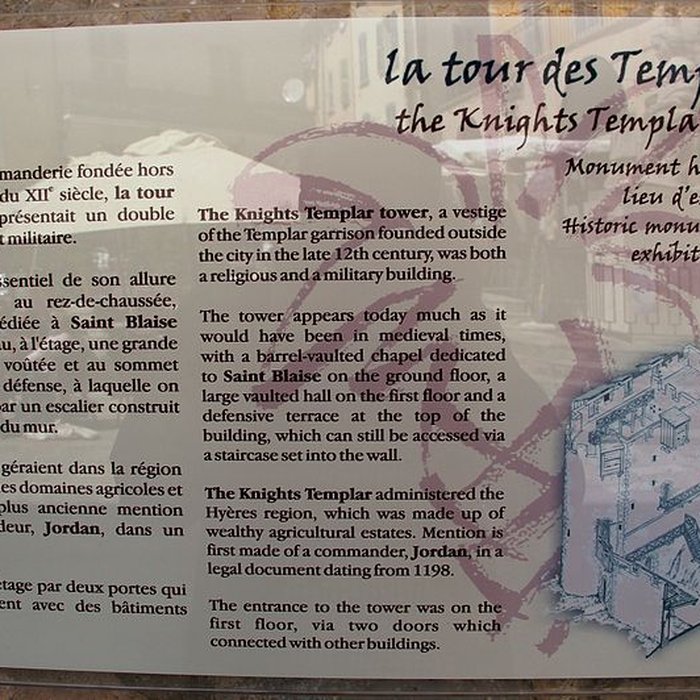 la tour des Temp
the Knights Templa
Monument h
lieu d'e
Historic monu
exhibit
manderie fondée hors
du XIIe siècle, la tour
présentait un double
t militaire.
ssentiel de son allure
au rez-de-chaussée,
édiée à Saint Blaise
u, à l'étage, une grande
voûtée et au sommet
défense, à laquelle on
par un escalier construit
du mur.
géraient dans la région
es domaines agricoles et
plus ancienne mention
deur, Jordan, dans un
étage par deux portes qui
ent avec des bâtiments
The Knights Templar tower, a vestige
of the Templar garrison founded outside
the city in the late 12th century, was both
a religious and a military building.
The tower appears today much as it
would have been in medieval times,
with a barrel-vaulted chapel dedicated
to Saint Blaise on the ground floor, a
large vaulted hall on the first floor and a
defensive terrace at the top of the
building, which can still be accessed via
a staircase set into the wall.
The Knights Templar administered the
Hyères region, which was made up of
wealthy agricultural estates. Mention is
first made of a commander, Jordan, in a
legal document dating from 1198.
The entrance to the tower was on the
first floor, via two doors which
connected with other buildings.